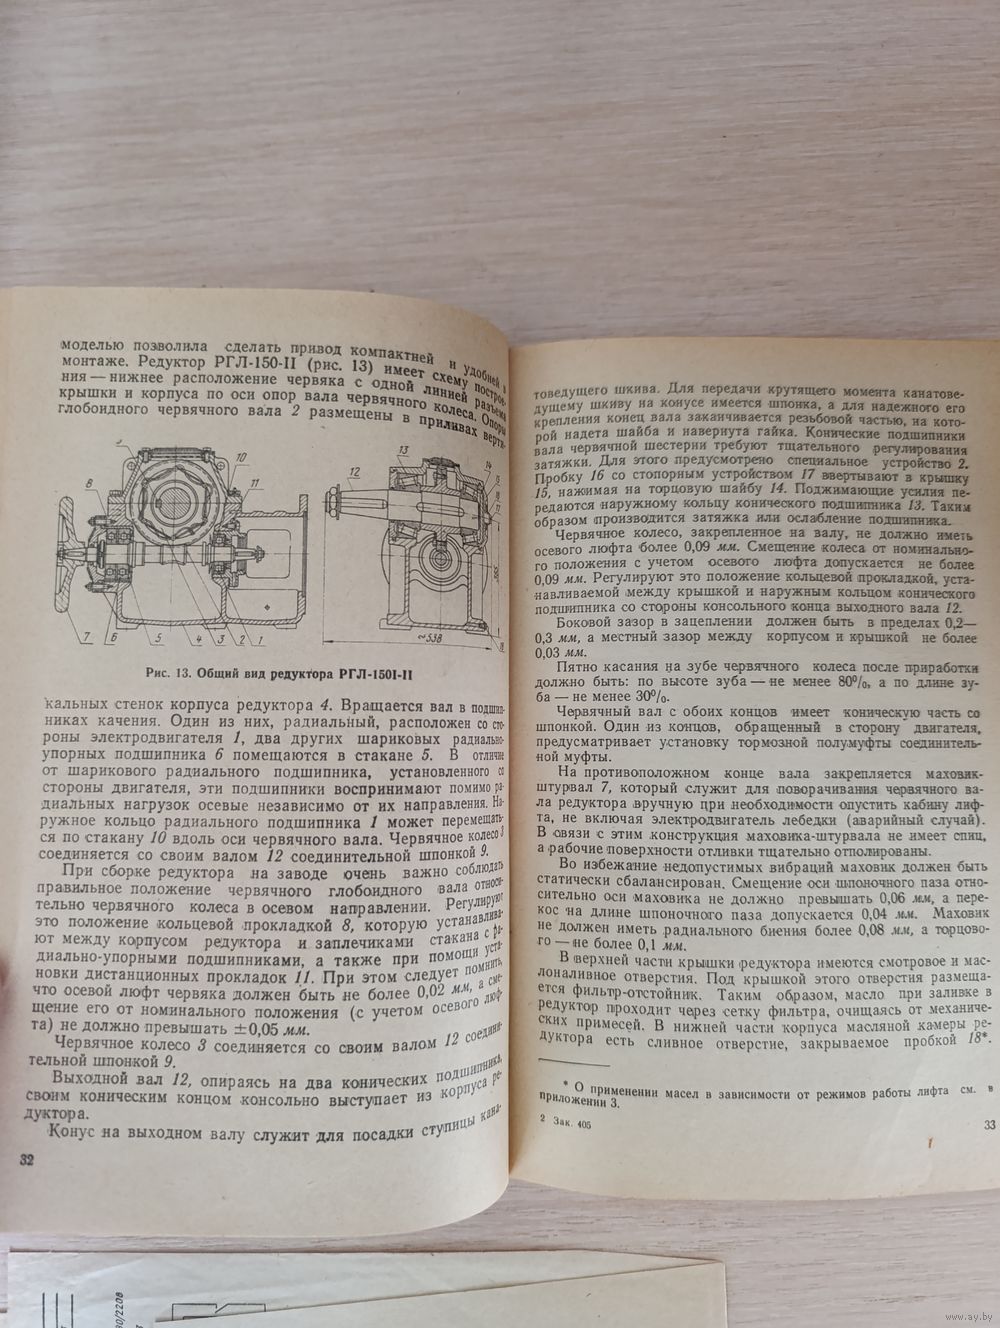 моделью позволила сделать привод компактней и удобней в
монтаже. Редуктор РГЛ-150-II (рис. 13) имеет схему построе-
ния — нижнее расположение червяка с одной линией разъема
крышки и корпуса по оси опор вала червячного колеса. Опоры
глобоидного червячного вала 2 размещены в приливах верти-
9
10
8
11
7
6
5
4
3
2
1
13
12
14
15
16
17
165
~538
18
Рис. 13. Общий вид редуктора РГЛ-150I-II
кальных стенок корпуса редуктора 4. Вращается вал в подшип-
никах качения. Один из них, радиальный, расположен со сто-
роны электродвигателя 1, два других шариковых радиально-
упорных подшипника 6 помещаются в стакане 5. В отличие
от шарикового радиального подшипника, установленного со
стороны двигателя, эти подшипники воспринимают помимо ра-
диальных нагрузок осевые независимо от их направления. На-
ружное кольцо радиального подшипника 1 может перемещать-
ся по стакану 10 вдоль оси червячного вала. Червячное колесо 3
соединяется со своим валом 12 соединительной шпонкой 9.
При сборке редуктора на заводе очень важно соблюдать
правильное положение червячного глобоидного вала относи-
тельно червячного колеса в осевом направлении. Регулируют
это положение кольцевой прокладкой 8, которую устанавлива-
ют между корпусом редуктора и заплечиками стакана с ра-
диально-упорными подшипниками, а также при помощи уста-
новки дистанционных прокладок 11. При этом следует помнить,
что осевой люфт червяка должен быть не более 0,02 мм, а сме-
щение его от номинального положения (с учетом осевого люф-
та) не должно превышать ±0,05 мм.
Червячное колесо 3 соединяется со своим валом 12 соедини-
тельной шпонкой 9.
Выходной вал 12, опираясь на два конических подшипника,
своим коническим концом консольно выступает из корпуса ре-
дуктора.
Конус на выходном валу служит для посадки ступицы кана-
32
товедущего шкива. Для передачи крутящего момента канатове-
дущему шкиву на конусе имеется шпонка, а для надежного его
крепления конец вала заканчивается резьбовой частью, на кото-
рой надета шайба и навернута гайка. Конические подшипники
вала червячной шестерни требуют тщательного регулирования
затяжки. Для этого предусмотрено специальное устройство 2.
Пробку 16 со стопорным устройством 17 ввертывают в крышку
15, нажимая на торцовую шайбу 14. Поджимающие усилия пе-
редаются наружному кольцу конического подшипника 13. Таким
образом производится затяжка или ослабление подшипника.
Червячное колесо, закрепленное на валу, не должно иметь
осевого люфта более 0,09 мм. Смещение колеса от номинально-
го положения с учетом осевого люфта допускается не более
0,09 мм. Регулируют это положение кольцевой прокладкой, уста-
навливаемой между крышкой и наружным кольцом конического
подшипника со стороны консольного конца выходного вала 12.
Боковой зазор в зацеплении должен быть в пределах 0,2—
0,3 мм, а местный зазор между корпусом и крышкой не более
0,03 мм.
Пятно касания на зубе червячного колеса после приработки
должно быть: по высоте зуба — не менее 80%, а по длине зу-
ба — не менее 30%.
Червячный вал с обоих концов имеет коническую часть со
шпонкой. Один из концов, обращенный в сторону двигателя,
предусматривает установку тормозной полумуфты соединитель-
ной муфты.
На противоположном конце вала закрепляется маховик-
штурвал 7, который служит для поворачивания червячного ва-
ла редуктора вручную при необходимости опустить кабину лиф-
та, не включая электродвигатель лебедки (аварийный случай).
В связи с этим конструкция маховика-штурвала не имеет спиц,
а рабочие поверхности отливки тщательно отполированы.
Во избежание недопустимых вибраций маховик должен быть
статически сбалансирован. Смещение оси шпоночного паза отно-
сительно оси маховика не должно превышать 0,06 мм, а пере-
кос на длине шпоночного паза допускается 0,04 мм. Маховик
не должен иметь радиального биения более 0,08 мм, а торцово-
го — не более 0,1 мм.
В верхней части крышки редуктора имеются смотровое и мас-
лоналивное отверстия. Под крышкой этого отверстия размеща-
ется фильтр-отстойник. Таким образом, масло при заливке в
редуктор проходит через сетку фильтра, очищаясь от механиче-
ских примесей. В нижней части корпуса масляной камеры ре-
дуктора есть сливное отверстие, закрываемое пробкой 18*.
* О применении масел в зависимости от режимов работы лифта см. в
приложении 3.
2 Зак. 405
33
www.ay.by